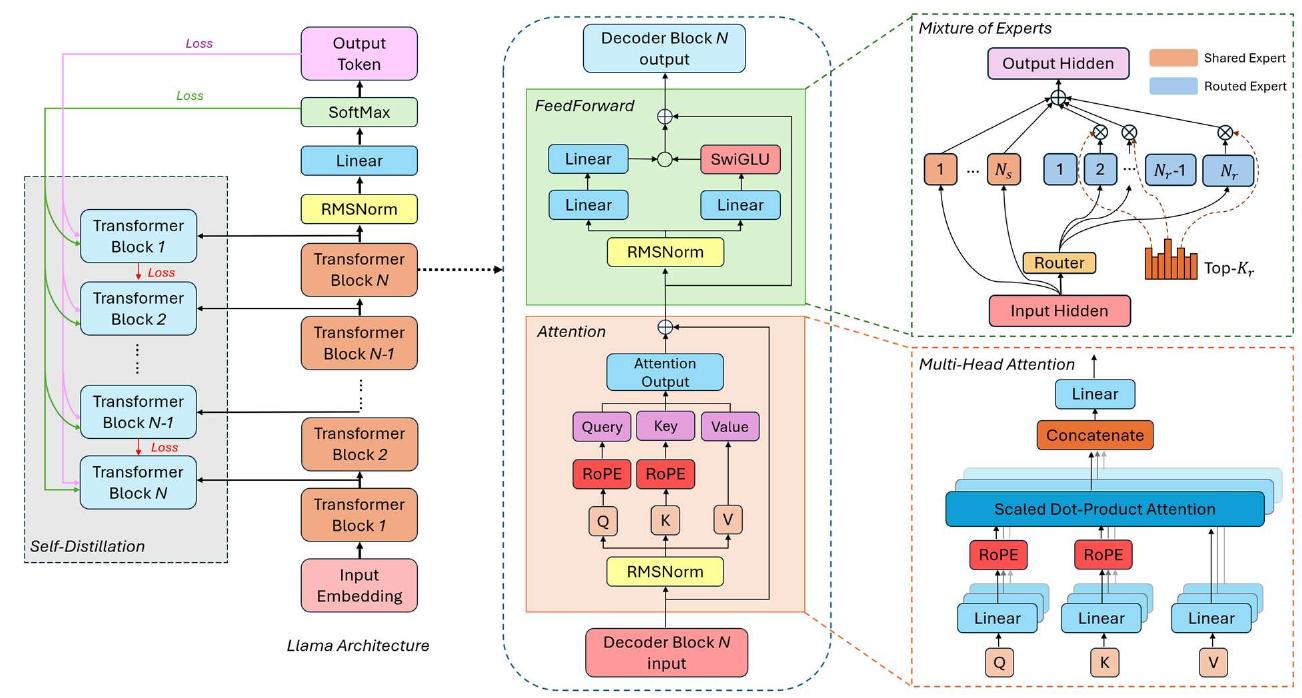 Loss
Loss
Output
Token
SoftMax
Linear
RMSNorm
Transformer
Block N
Transformer
Block N-1
Transformer
Block 2
Transformer
Block 1
Input
Embedding
Llama Architecture
Transformer
Block 1
Loss
Transformer
Block 2
Transformer
Block N-1
Loss
Transformer
Block N
Self-Distillation
Decoder Block N
output
FeedForward
Linear
SwiGLU
Linear
Linear
RMSNorm
Attention
Attention
Output
Query
Key
Value
RoPE
RoPE
Q
K
V
RMSNorm
Decoder Block N
input
Mixture of Experts
Output Hidden
Shared Expert
Routed Expert
1
...
Nₛ
1
2
...
Nᵣ-1
Nᵣ
Router
Top-Kᵣ
Input Hidden
Multi-Head Attention
Linear
Concatenate
Scaled Dot-Product Attention
RoPE
RoPE
Linear
Linear
Linear
Q
K
V